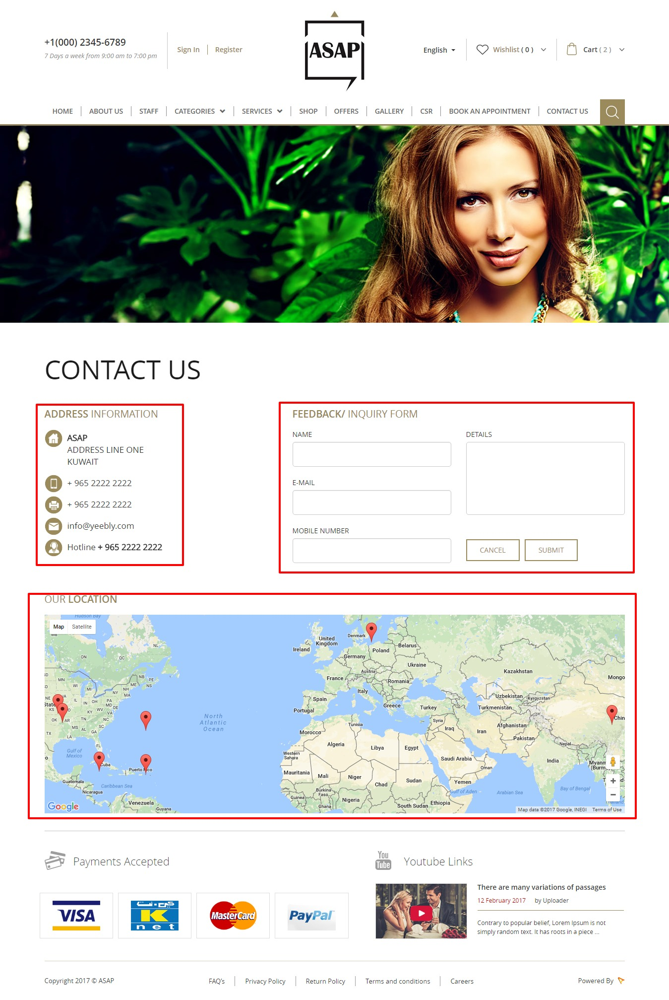 +1(000) 2345-6789
7 Days a week from 9:00 am to 7:00 pm
Sign In
Register
ASAP
English
Wishlist ( 0 )
Cart ( 2 )
HOME
ABOUT US
STAFF
CATEGORIES
SERVICES
SHOP
OFFERS
GALLERY
CSR
BOOK AN APPOINTMENT
CONTACT US
CONTACT US
ADDRESS INFORMATION
ASAP
ADDRESS LINE ONE
KUWAIT
+ 965 2222 2222
+ 965 2222 2222
info@yeebly.com
Hotline + 965 2222 2222
FEEDBACK/ INQUIRY FORM
NAME
E-MAIL
MOBILE NUMBER
DETAILS
CANCEL
SUBMIT
OUR LOCATION
Map
Satellite
Hudson Bay
MB
NL
ON
QC
ND
MN
NB
PE
WI
MI
ME
NS
NH
NY
MA
NE
IA
IL
IN
OH
PA
MD
KS
KY
WV
VA
DE
OK
AR
TN
NC
SC
TX
MS
AL
GA
LA
FL
Gulf of
Mexico
Cuba
Puerto Rico
Guatemala
Caribbean Sea
Nicaragua
Venezuela
Guyana
North
Atlantic
Ocean
United
Kingdom
Ireland
Denmark
Poland
Belarus
Germany
Ukraine
Austria
France
Romania
Italy
Spain
Portugal
Greece
Turkey
Kazakhstan
Mongo
Uzbekistan
Kyrgyzstan
Turkmenistan
Chin
Syria
Tunisia
Morocco
Iraq
Iran
Afghanistan
Pakistan
Nepal
Algeria
Libya
Egypt
Western
Sahara
Saudi Arabia
India
Myanm
(Burm
Oman
Mauritania
Mali
Niger
Chad
Sudan
Yemen
Gulf of Aden
Arabian Sea
Bay of Bengal
Thailand
Burkina
Faso
Guinea
Nigeria
Ghana
South Sudan
Ethiopia
Google
Map data ©2017 Google, INEGI
Terms of Use
Payments Accepted
VISA
كي.نت
K
net
MasterCard
PayPal
You
Tube
Youtube Links
There are many variations of passages
12 February 2017
by Uploader
Contrary to popular belief, Lorem Ipsum is not
simply random text. It has roots in a piece ...
Copyright 2017 © ASAP
FAQ's
Privacy Policy
Return Policy
Terms and conditions
Careers
Powered By